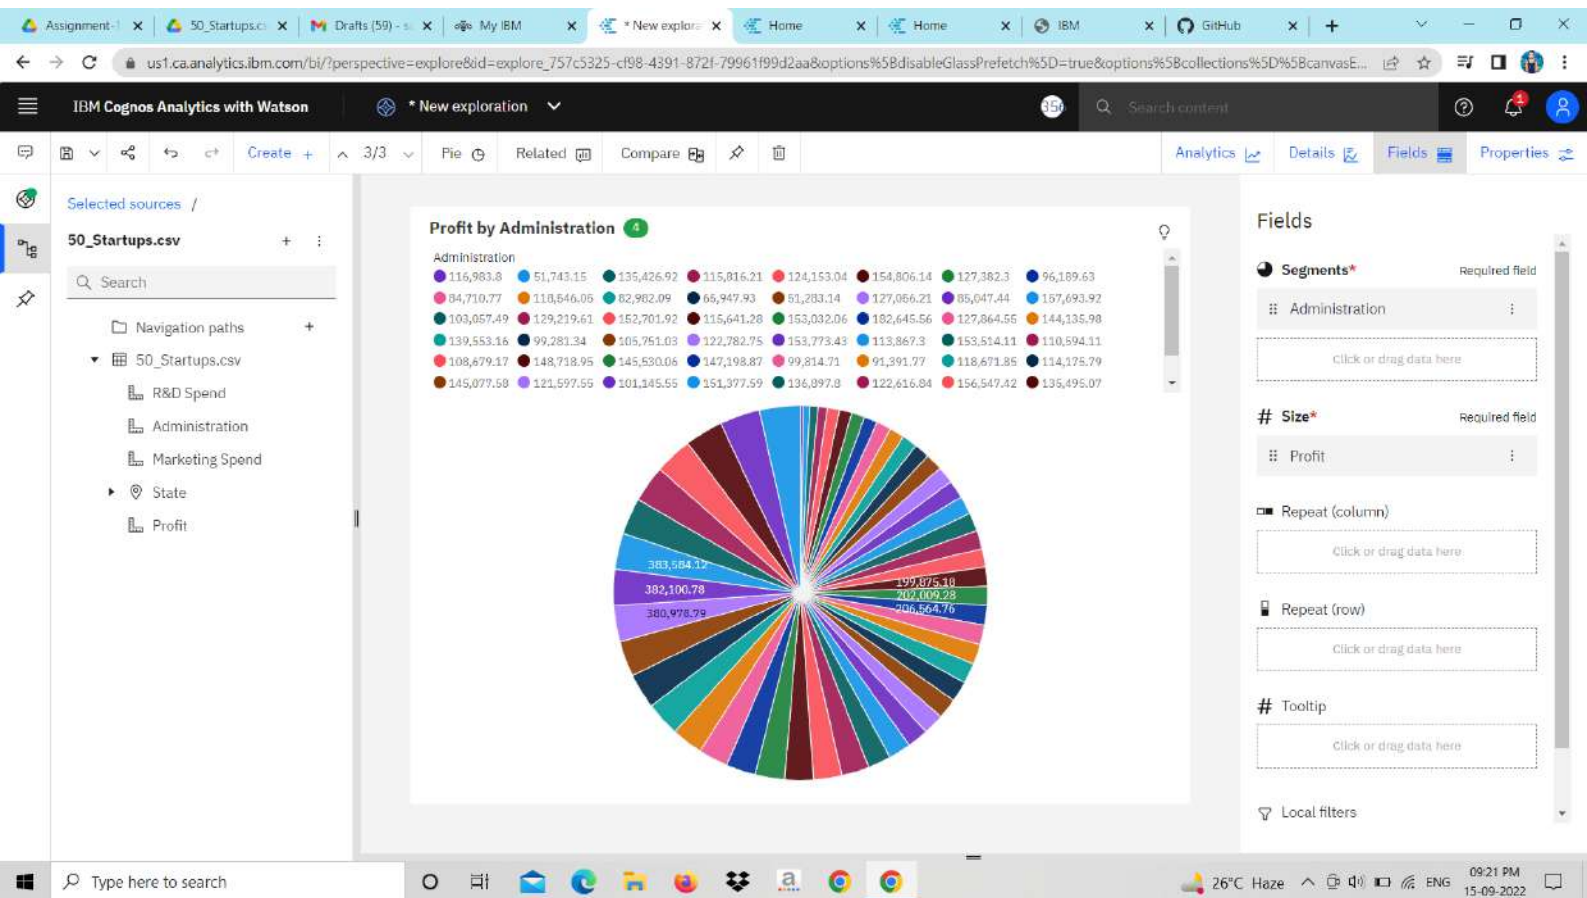 Assignment-1 50_Startups.c Drafts (59) - s My IBM * New explora Home Home IBM GitHub
us1.ca.analytics.ibm.com/bi/?perspective=explore&id=explore_757c5325-cf98-4391-872f-79961f99d2aa&options%5BdisableGlassPrefetch%5D=true&options%5Bcollections%5D%5BcanvasE...
IBM Cognos Analytics with Watson * New exploration Search content 1
Create + 3/3 Pie Related Compare Analytics Details Fields Properties
Selected sources /
50_Startups.csv
Search
Navigation paths
50_Startups.csv
R&D Spend
Administration
Marketing Spend
State
Profit
Profit by Administration 4
Administration
116,983.8 51,743.15 135,426.92 115,816.21 124,153.04 154,806.14 127,382.3 96,189.63
84,710.77 118,546.05 82,982.09 65,947.93 51,283.14 127,056.21 85,047.44 157,693.92
103,057.49 129,219.61 152,701.92 115,641.28 153,032.06 182,645.56 127,864.55 144,135.98
139,553.16 99,281.34 105,751.03 122,782.75 153,773.43 113,867.3 153,514.11 110,594.11
108,679.17 148,718.95 145,530.06 147,198.87 99,814.71 91,391.77 118,671.85 114,175.79
145,077.58 121,597.55 101,145.55 151,377.59 136,897.8 122,616.84 156,547.42 135,495.07
383,584.12
382,100.78
380,978.79
199,875.18
202,009.28
206,564.76
Fields
Segments* Required field
Administration
Click or drag data here
# Size* Required field
Profit
Repeat (column)
Click or drag data here
Repeat (row)
Click or drag data here
# Tooltip
Click or drag data here
Local filters
Type here to search
26°C Haze ENG 09:21 PM
15-09-2022